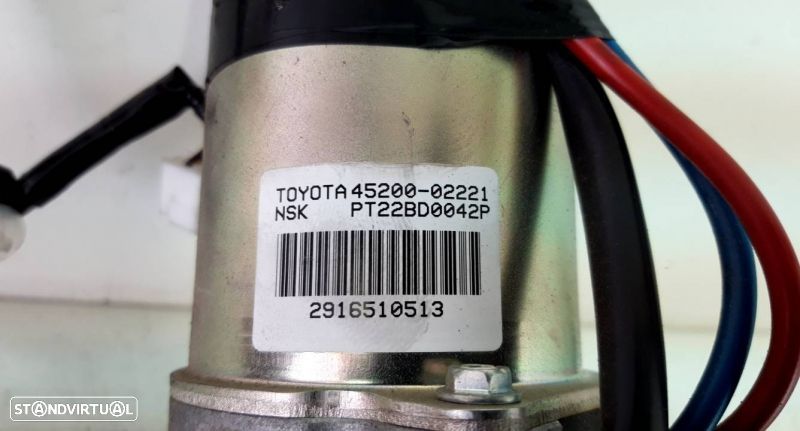 TOYOTA 45200-02221
NSK PT22BD0042P
2916510513
STANDVIRTUAL